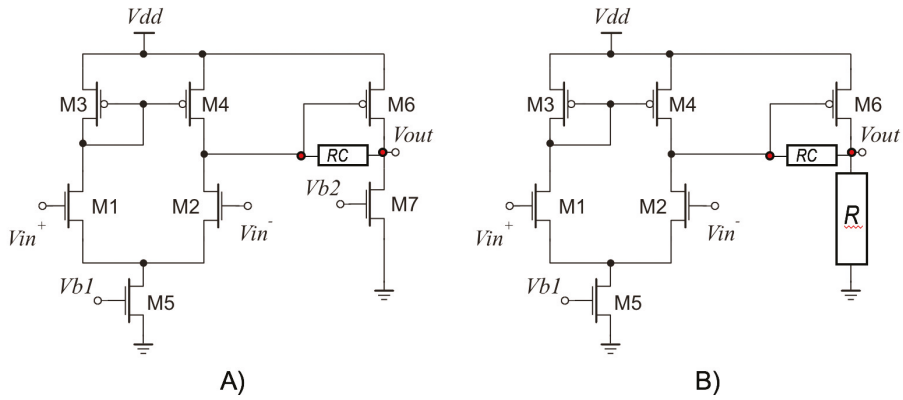 Vdd
Vdd
M3
M4
M6
M3
M4
M6
Vout
Vout
RC
RC
M1
M2
Vb2
M7
M1
M2
R
Vin+
Vin-
Vin+
Vin-
Vb1
M5
Vb1
M5
A)
B)